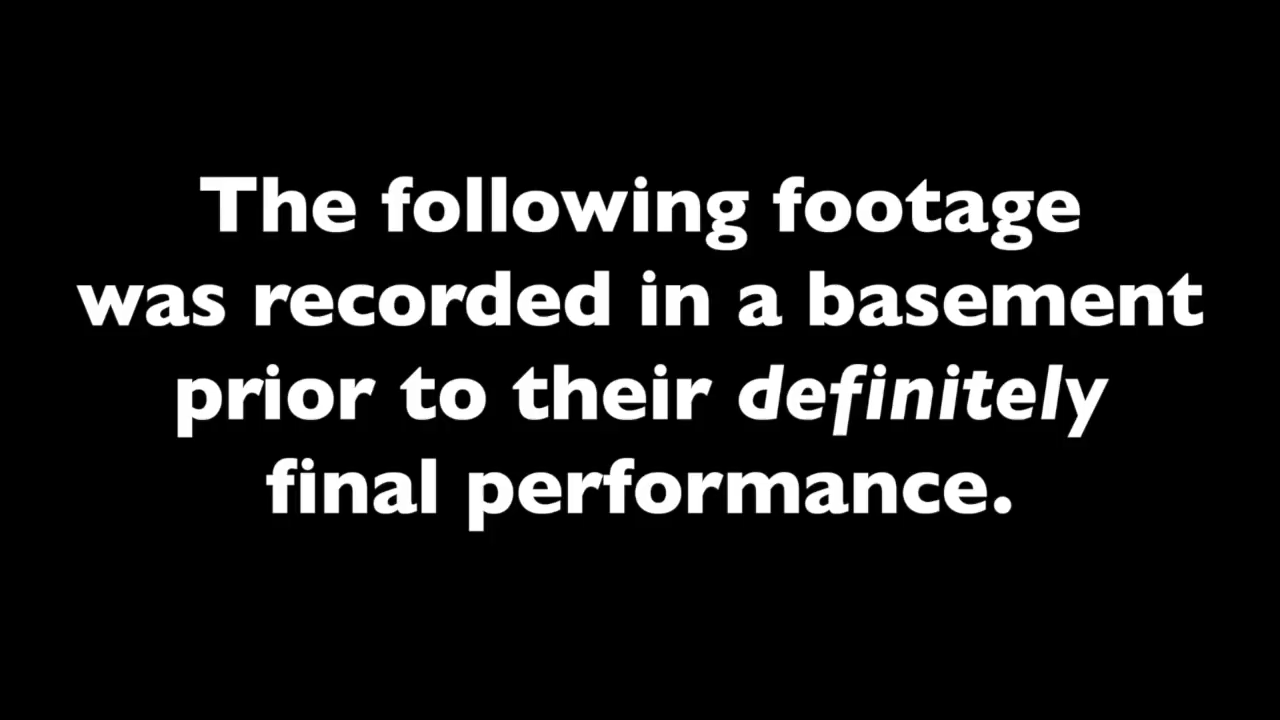 The following footage
was recorded in a basement
prior to their definitely
final performance.